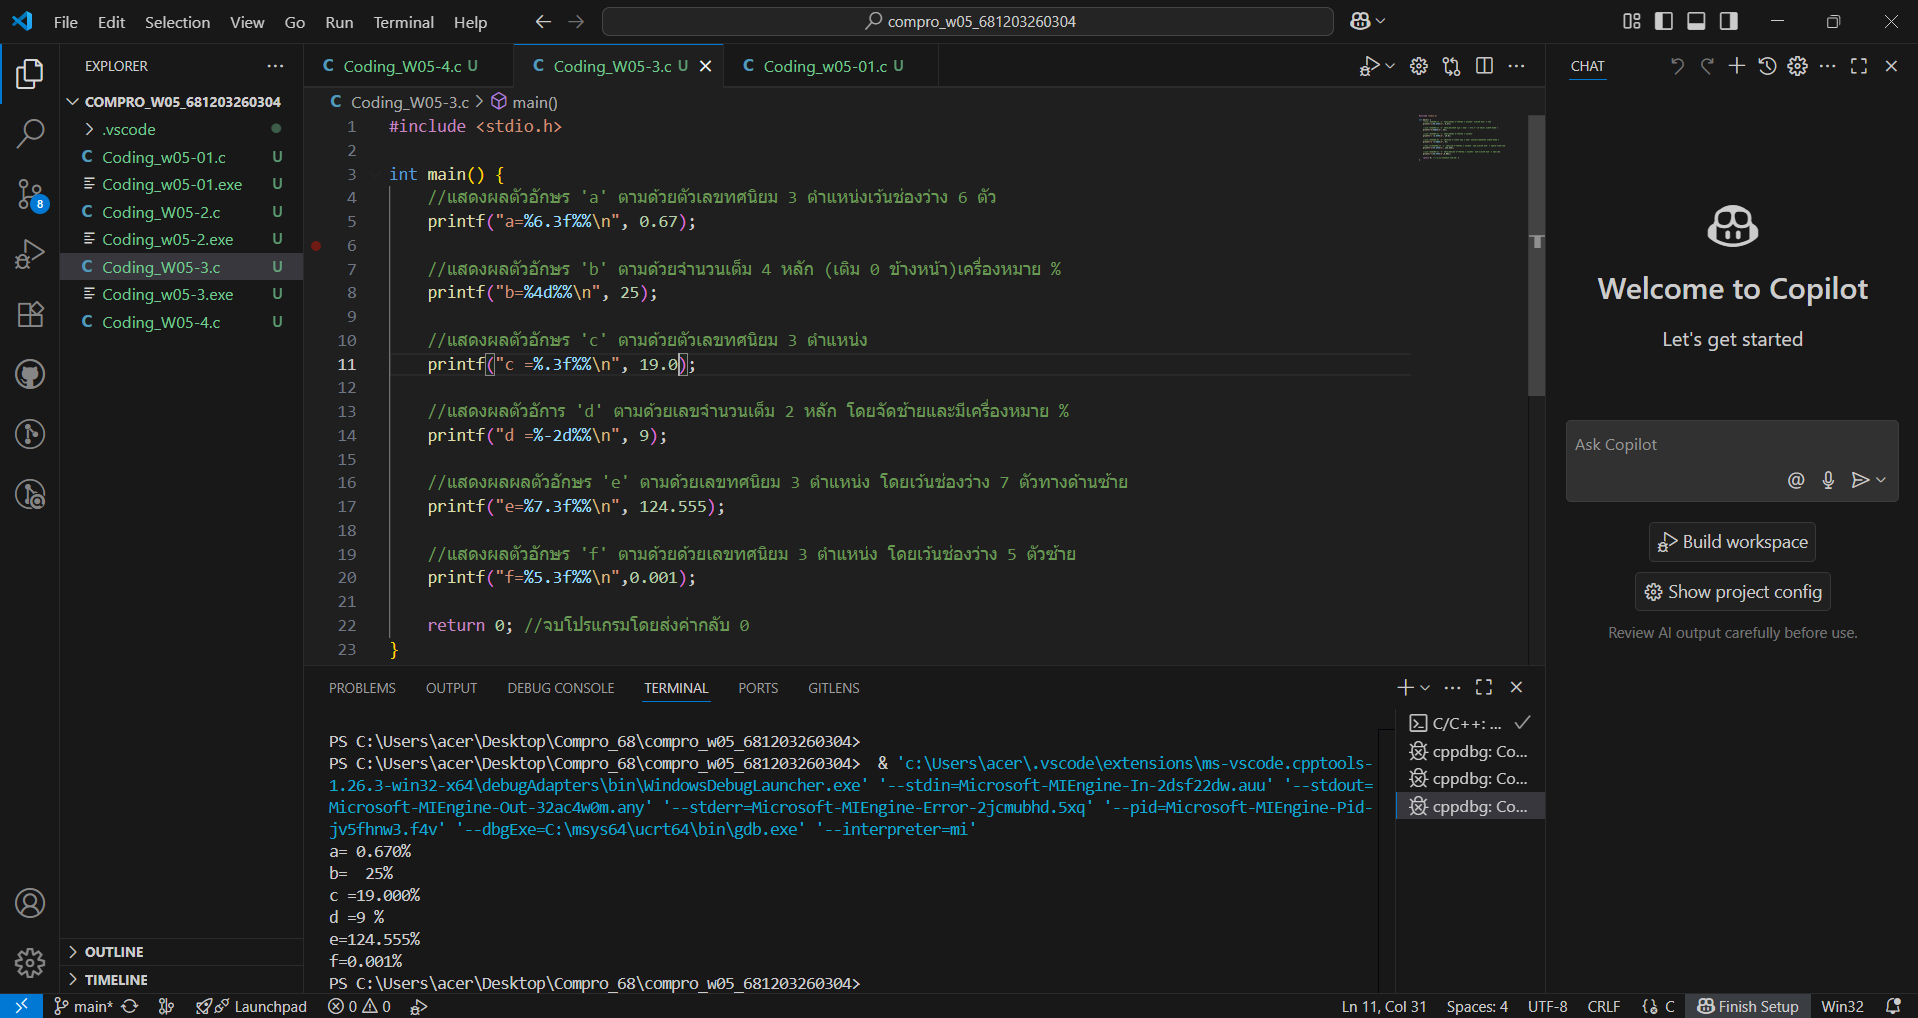 File Edit Selection View Go Run Terminal Help
compro_w05_681203260304
EXPLORER
COMPRO_W05_681203260304
.vscode
C Coding_w05-01.c U
Coding_w05-01.exe U
C Coding_W05-2.c U
Coding_w05-2.exe U
C Coding_W05-3.c U
Coding_w05-3.exe U
C Coding_W05-4.c U
8
OUTLINE
TIMELINE
C Coding_W05-4.c U
C Coding_W05-3.c U
C Coding_w05-01.c U
C Coding_W05-3.c > main()
1 #include <stdio.h>
2
3 int main() {
4 //แสดงผลตัวอักษร 'a' ตามด้วยตัวเลขทศนิยม 3 ตำแหน่งเว้นช่องว่าง 6 ตัว
5 printf("a=%6.3f%%\n", 0.67);
6
7 //แสดงผลตัวอักษร 'b' ตามด้วยจำนวนเต็ม 4 หลัก (เติม 0 ข้างหน้า)เครื่องหมาย %
8 printf("b=%4d%%\n", 25);
9
10 //แสดงผลตัวอักษร 'c' ตามด้วยตัวเลขทศนิยม 3 ตำแหน่ง
11 printf("c =%.3f%%\n", 19.0);
12
13 //แสดงผลตัวอัการ 'd' ตามด้วยเลขจำนวนเต็ม 2 หลัก โดยจัดซ้ายและมีเครื่องหมาย %
14 printf("d =%-2d%%\n", 9);
15
16 //แสดงผลผลตัวอักษร 'e' ตามด้วยเลขทศนิยม 3 ตำแหน่ง โดยเว้นช่องว่าง 7 ตัวทางด้านซ้าย
17 printf("e=%7.3f%%\n", 124.555);
18
19 //แสดงผลตัวอักษร 'f' ตามด้วยด้วยเลขทศนิยม 3 ตำแหน่ง โดยเว้นช่องว่าง 5 ตัวซ้าย
20 printf("f=%5.3f%%\n",0.001);
21
22 return 0; //จบโปรแกรมโดยส่งค่ากลับ 0
23 }
PROBLEMS OUTPUT DEBUG CONSOLE TERMINAL PORTS GITLENS
PS C:\Users\acer\Desktop\Compro_68\compro_w05_681203260304>
PS C:\Users\acer\Desktop\Compro_68\compro_w05_681203260304> & 'c:\Users\acer\.vscode\extensions\ms-vscode.cpptools-
1.26.3-win32-x64\debugAdapters\bin\WindowsDebugLauncher.exe' '--stdin=Microsoft-MIEngine-In-2dsf22dw.auu' '--stdout=
Microsoft-MIEngine-Out-32ac4w0m.any' '--stderr=Microsoft-MIEngine-Error-2jcmubhd.5xq' '--pid=Microsoft-MIEngine-Pid-
jv5fhnw3.f4v' '--dbgExe=C:\msys64\ucrt64\bin\gdb.exe' '--interpreter=mi'
a= 0.670%
b=  25%
c =19.000%
d =9 %
e=124.555%
f=0.001%
PS C:\Users\acer\Desktop\Compro_68\compro_w05_681203260304>
C/C++: ...
cppdbg: Co...
cppdbg: Co...
cppdbg: Co...
CHAT
Welcome to Copilot
Let's get started
Ask Copilot
@
Build workspace
Show project config
Review AI output carefully before use.
main* Launchpad 0 0
Ln 11, Col 31 Spaces: 4 UTF-8 CRLF C Finish Setup Win32